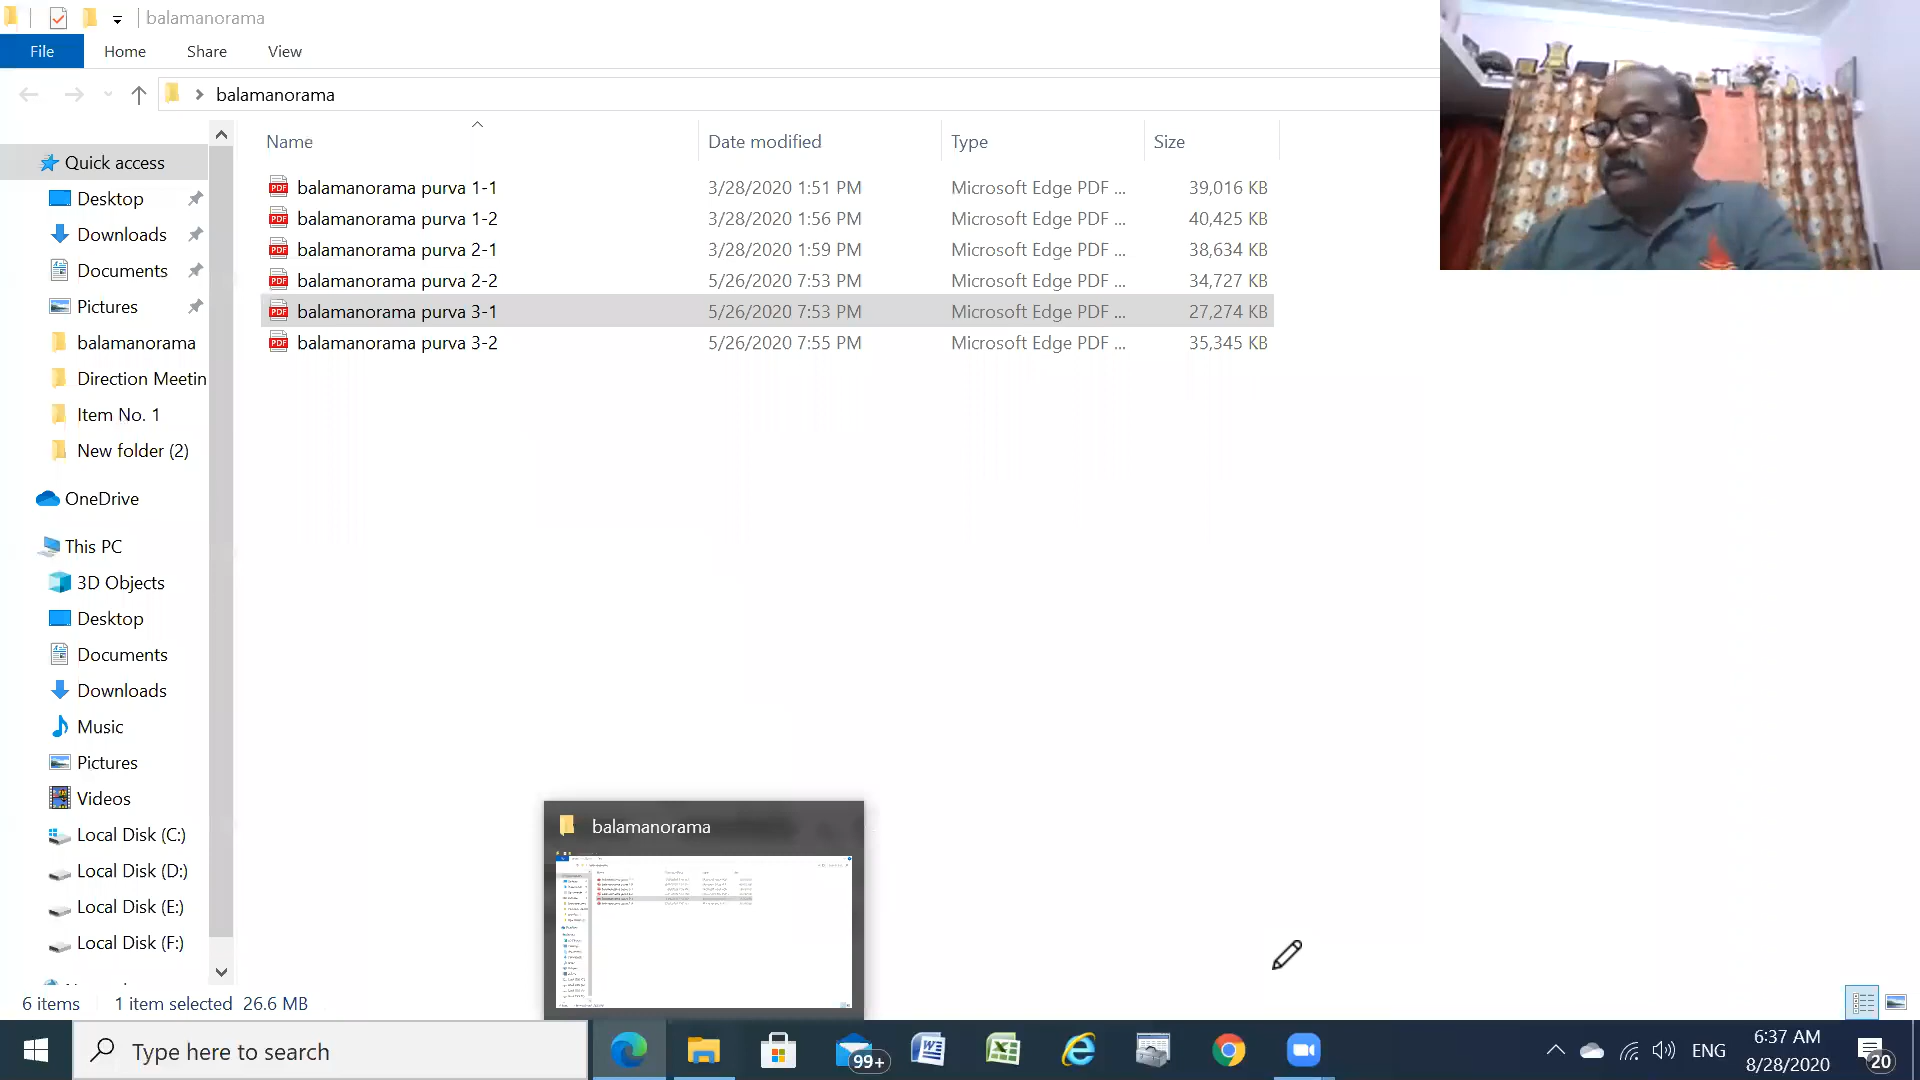 balamanorama
File Home Share View
balamanorama
Name Date modified Type Size
Quick access
Desktop
Downloads
Documents
Pictures
balamanorama
Direction Meetin
Item No. 1
New folder (2)
OneDrive
This PC
3D Objects
Desktop
Documents
Downloads
Music
Pictures
Videos
Local Disk (C:)
Local Disk (D:)
Local Disk (E:)
Local Disk (F:)
balamanorama purva 1-1 3/28/2020 1:51 PM Microsoft Edge PDF ... 39,016 KB
balamanorama purva 1-2 3/28/2020 1:56 PM Microsoft Edge PDF ... 40,425 KB
balamanorama purva 2-1 3/28/2020 1:59 PM Microsoft Edge PDF ... 38,634 KB
balamanorama purva 2-2 5/26/2020 7:53 PM Microsoft Edge PDF ... 34,727 KB
balamanorama purva 3-1 5/26/2020 7:53 PM Microsoft Edge PDF ... 27,274 KB
balamanorama purva 3-2 5/26/2020 7:55 PM Microsoft Edge PDF ... 35,345 KB
balamanorama
6 items 1 item selected 26.6 MB
Type here to search
99+
ENG
6:37 AM
8/28/2020
20